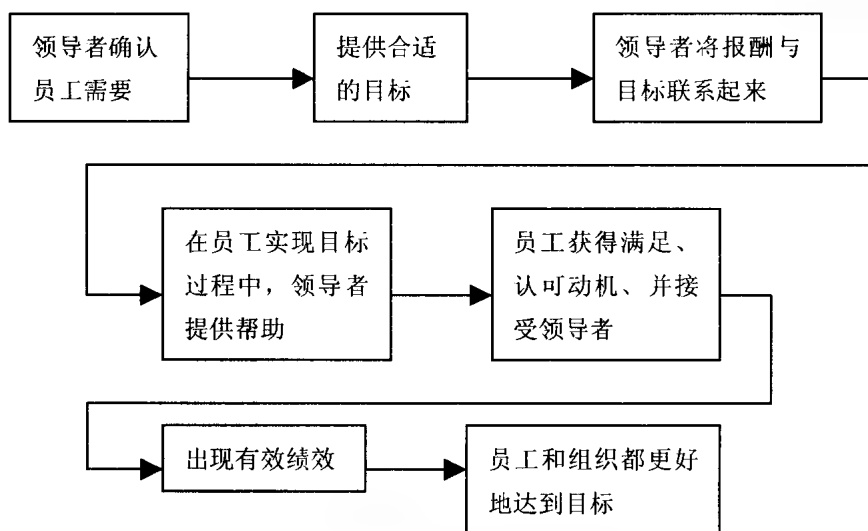 领导者确认
员工需要
提供合适
的目标
领导者将报酬与
目标联系起来
在员工实现目标
过程中，领导者
提供帮助
员工获得满足、
认可动机、并接
受领导者
出现有效绩效
员工和组织都更好
地达到目标